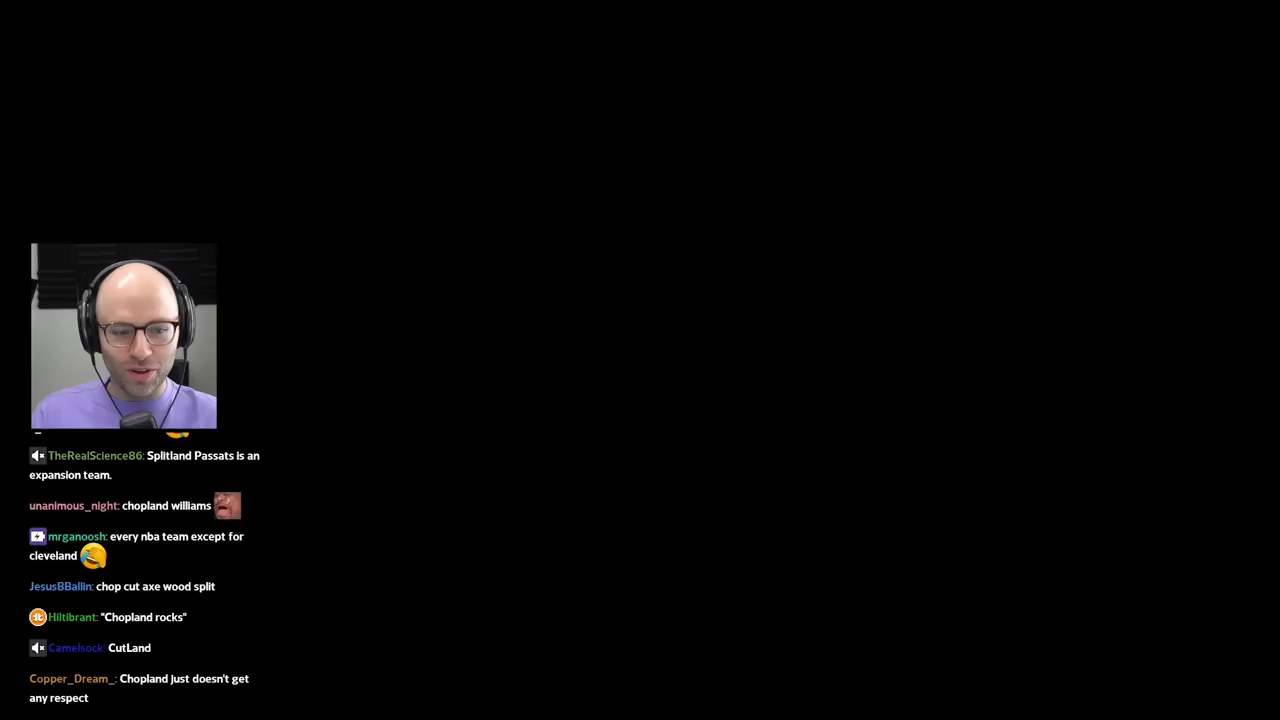 TheRealScience86: Splitland Passats is an
expansion team.
unanimous_night: chopland williams
mrganoosh: every nba team except for
cleveland
JesusBBallin: chop cut axe wood split
Hiltibrant: "Chopland rocks"
Camelsock: CutLand
Copper_Dream_: Chopland just doesn't get
any respect